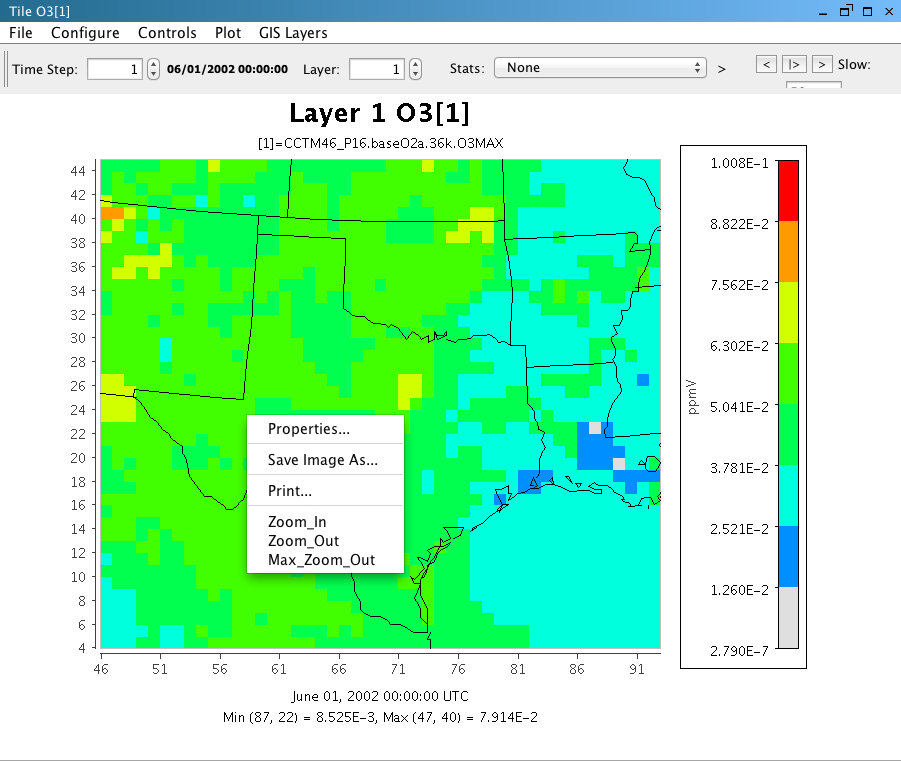 Tile O3[1]
File Configure Controls Plot GIS Layers
Time Step: 1 06/01/2002 00:00:00 Layer: 1 Stats: None > < |> > Slow:
Layer 1 O3[1]
[1]=CCTM46_P16.baseO2a.36k.O3MAX
44
42
40
38
36
34
32
30
28
26
24
22
20
18
16
14
12
10
8
6
4
46 51 56 61 66 71 76 81 86 91
Properties...
Save Image As...
Print...
Zoom_In
Zoom_Out
Max_Zoom_Out
ppmV
1.008E-1
8.822E-2
7.562E-2
6.302E-2
5.041E-2
3.781E-2
2.521E-2
1.260E-2
2.790E-7
June 01, 2002 00:00:00 UTC
Min (87, 22) = 8.525E-3, Max (47, 40) = 7.914E-2